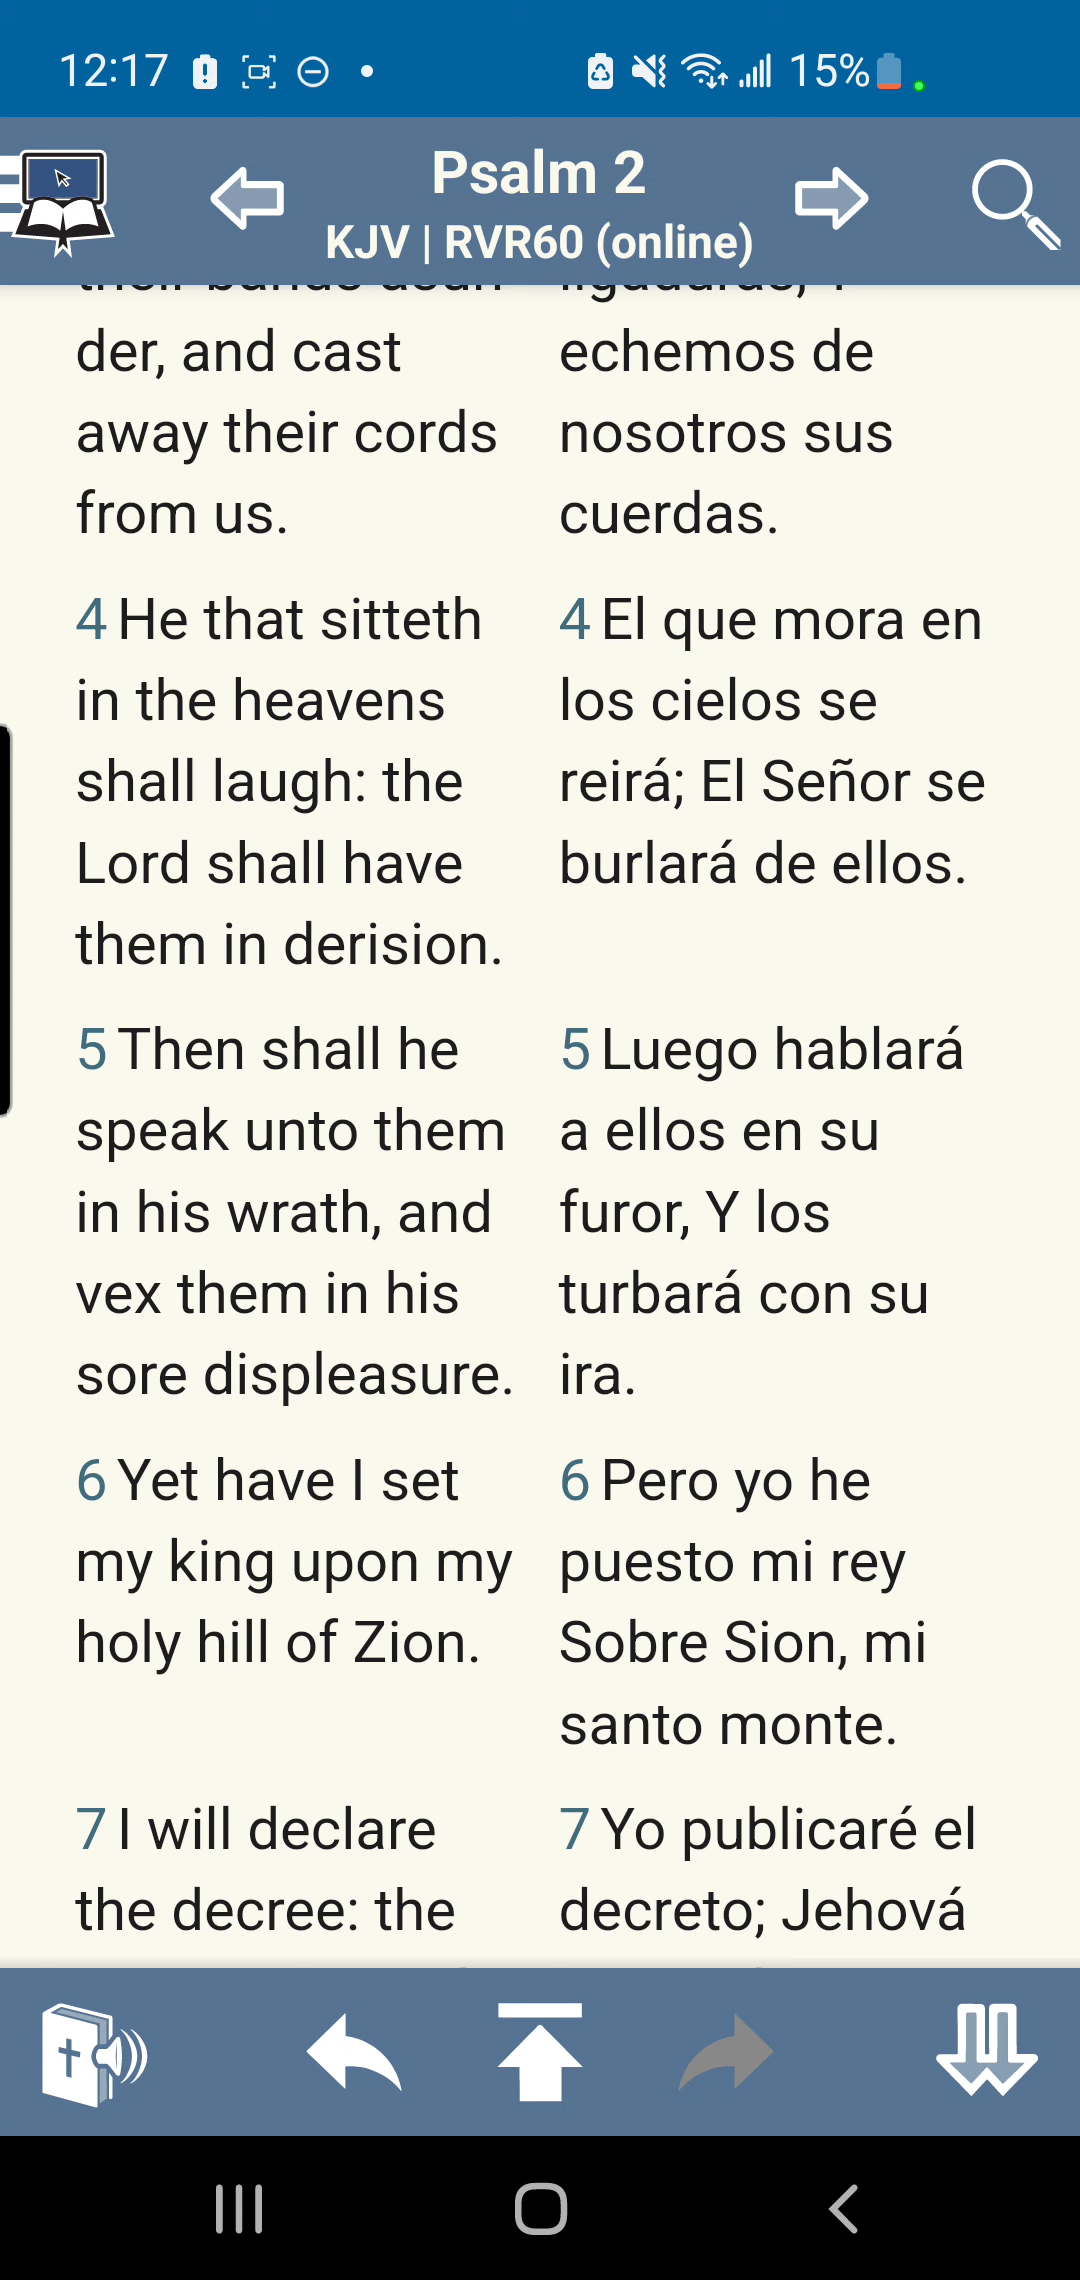 12:17
15%
Psalm 2
KJV | RVR60 (online)
der, and cast
away their cords
from us.
4 He that sitteth
in the heavens
shall laugh: the
Lord shall have
them in derision.
5 Then shall he
speak unto them
in his wrath, and
vex them in his
sore displeasure.
6 Yet have I set
my king upon my
holy hill of Zion.
7 I will declare
the decree: the
echemos de
nosotros sus
cuerdas.
4 El que mora en
los cielos se
reirá; El Señor se
burlará de ellos.
5 Luego hablará
a ellos en su
furor, Y los
turbará con su
ira.
6 Pero yo he
puesto mi rey
Sobre Sion, mi
santo monte.
7 Yo publicaré el
decreto; Jehová